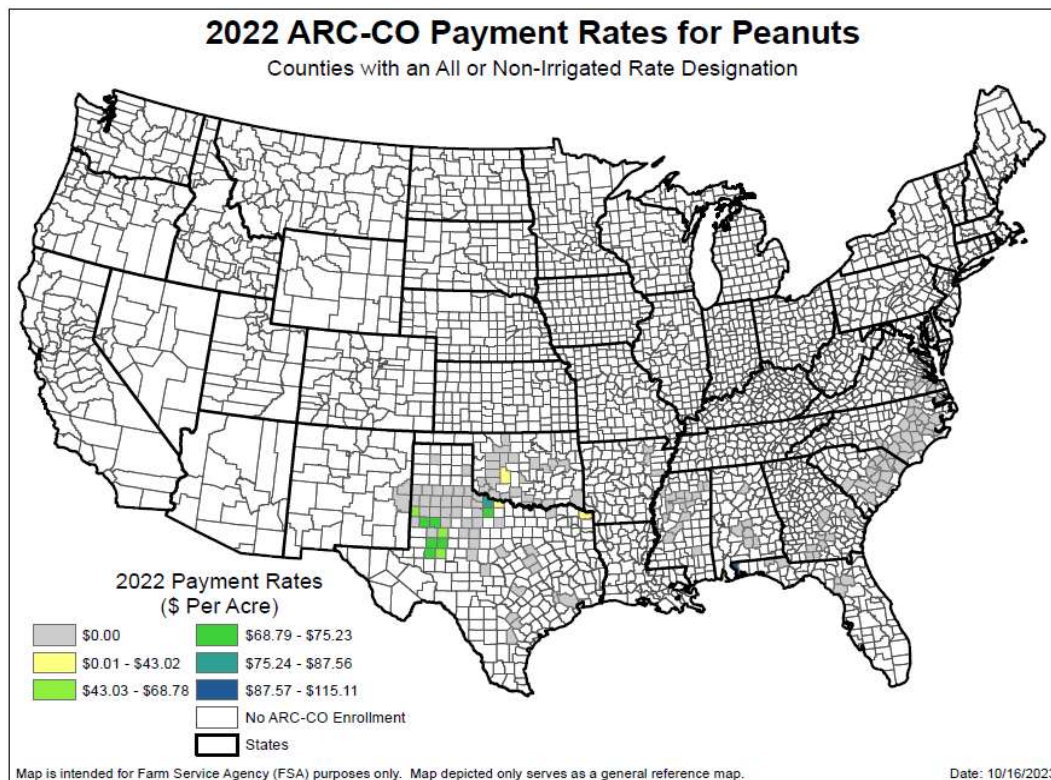 2022 ARC-CO Payment Rates for Peanuts
Counties with an All or Non-Irrigated Rate Designation
2022 Payment Rates
($ Per Acre)
$0.00
$0.01 - $43.02
$43.03 - $68.78
$68.79 - $75.23
$75.24 - $87.56
$87.57 - $115.11
No ARC-CO Enrollment
States
Map is intended for Farm Service Agency (FSA) purposes only. Map depicted only serves as a general reference map.
Date: 10/16/2023